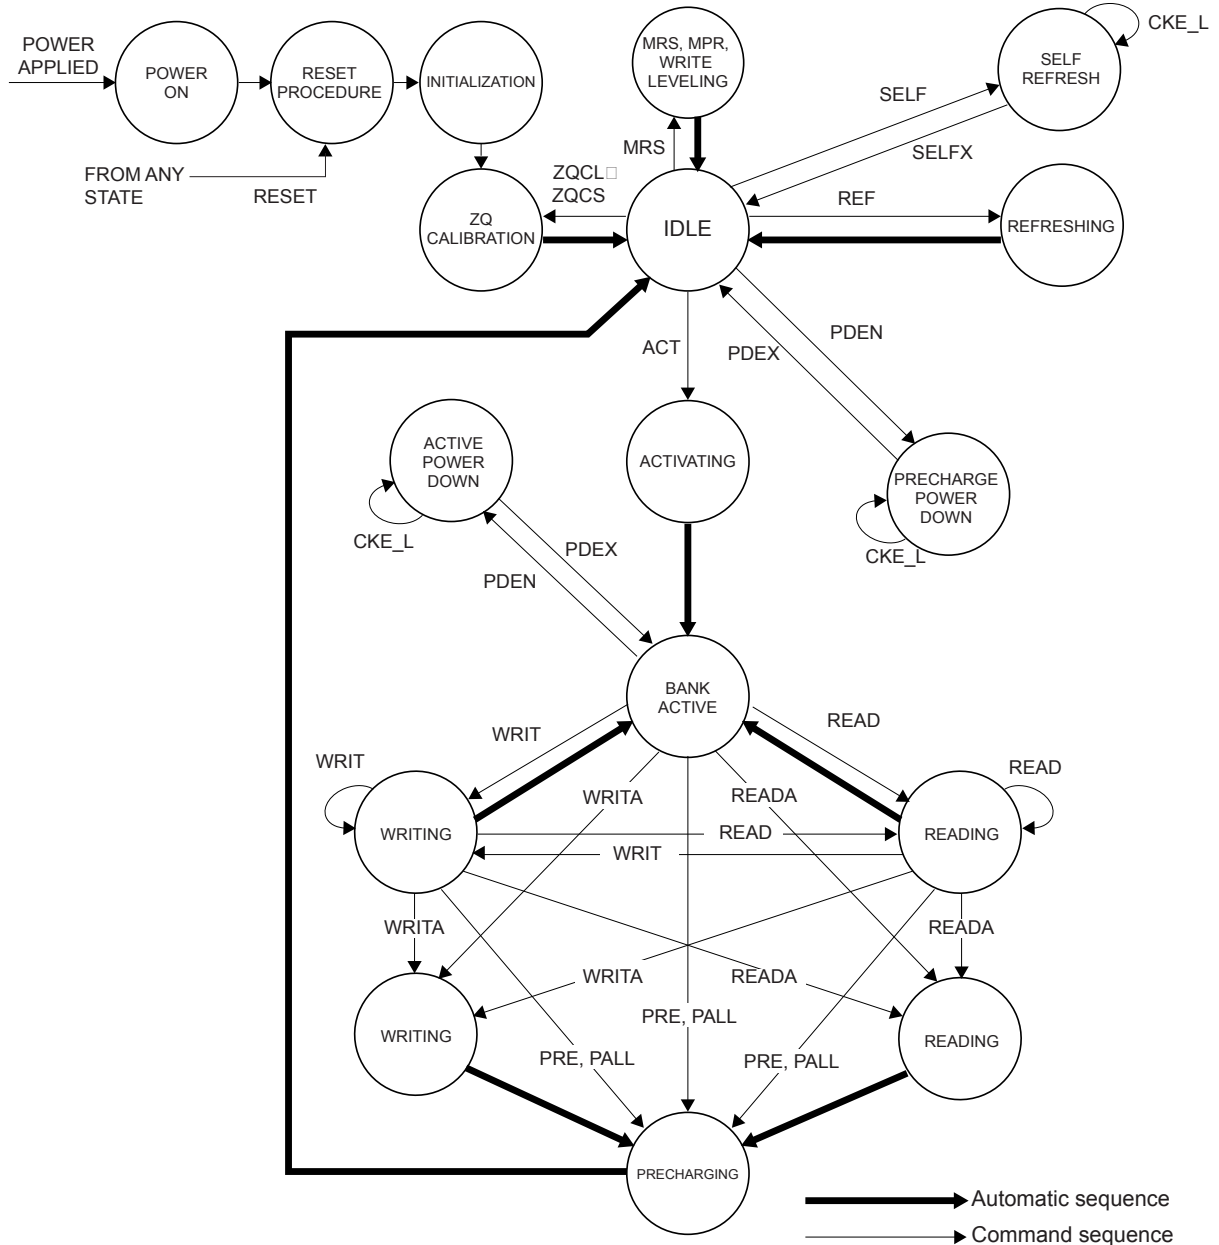 POWER
APPLIED
POWER
ON
RESET
PROCEDURE
INITIALIZATION
FROM ANY
STATE
RESET
MRS, MPR,
WRITE
LEVELING
MRS
SELF
REFRESH
CKE_L
SELF
SELFX
ZQCL□
ZQCS
ZQ
CALIBRATION
IDLE
REF
REFRESHING
ACT
PDEN
PDEX
ACTIVE
POWER
DOWN
CKE_L
ACTIVATING
PRECHARGE
POWER
DOWN
CKE_L
PDEX
PDEN
BANK
ACTIVE
WRIT
READ
WRIT
WRITA
READA
READ
WRITING
READ
READING
WRIT
WRITA
READA
WRITA
READA
WRITING
PRE, PALL
READING
PRE, PALL
PRE, PALL
PRECHARGING
Automatic sequence
Command sequence